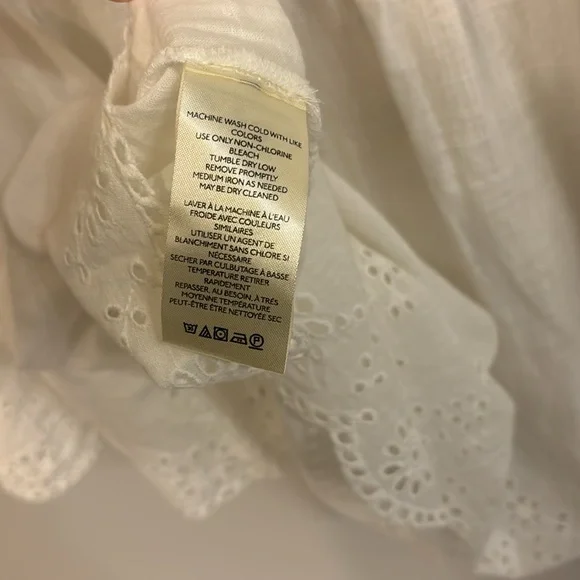 MACHINE WASH COLD WITH LIKE
COLORS
USE ONLY NON-CHLORINE
BLEACH
TUMBLE DRY LOW
REMOVE PROMPTLY
MEDIUM IRON AS NEEDED
MAY BE DRY CLEANED
LAVER À LA MACHINE À L'EAU
FROIDE AVEC COULEURS
SIMILAIRES
UTILISER UN AGENT DE
BLANCHIMENT SANS CHLORE SI
NÉCESSAIRE
SECHER PAR CULBUTAGE À BASSE
TEMPERATURE RETIRER
RAPIDEMENT
REPASSER, AU BESOIN, À TRÉS
MOYENNE TEMPÉRATURE
PEUT-ÊTRE ÊTRE NETTOYÉE SEC
P